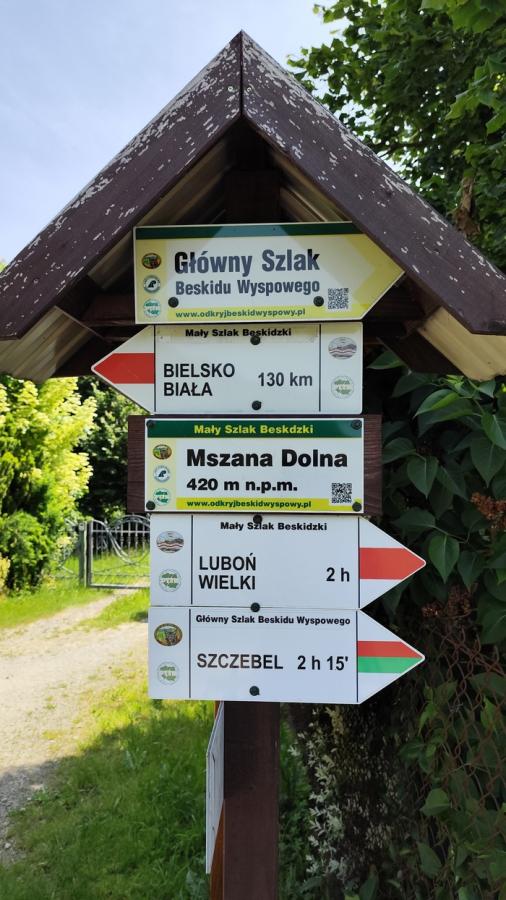 Główny Szlak
Beskidu Wyspowego
www.odkryjbeskidwyspowy.pl
Mały Szlak Beskidzki
BIELSKO
BIAŁA
130 km
Mały Szlak Beskdzki
Mszana Dolna
420 m n.p.m.
www.odkryjbeskidwyspowy.pl
Mały Szlak Beskidzki
LUBOŃ
WIELKI
2 h
Główny Szlak Beskidu Wyspowego
SZCZEBEL 2 h 15'